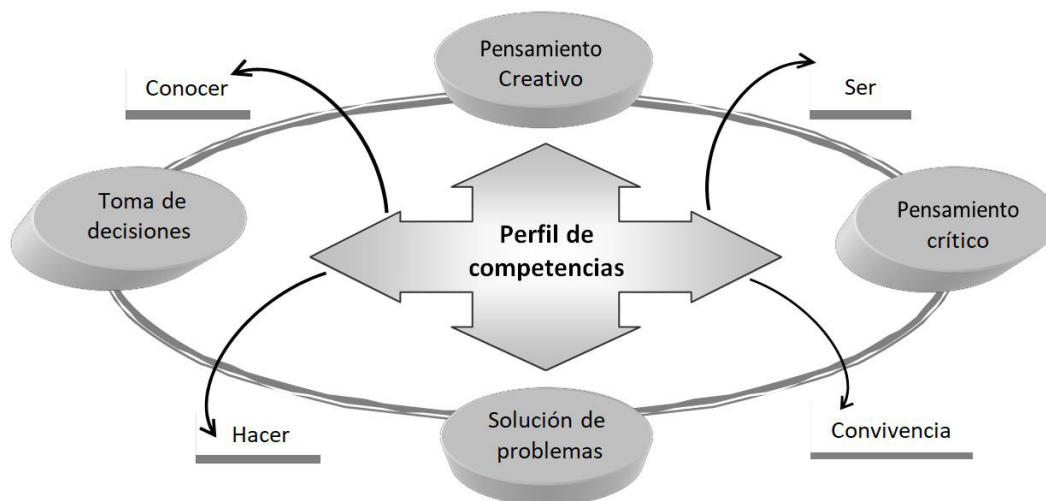 Pensamiento
Creativo
Conocer
Ser
Toma de
decisiones
Pensamiento
crítico
Perfil de
competencias
Hacer
Solución de
problemas
Convivencia